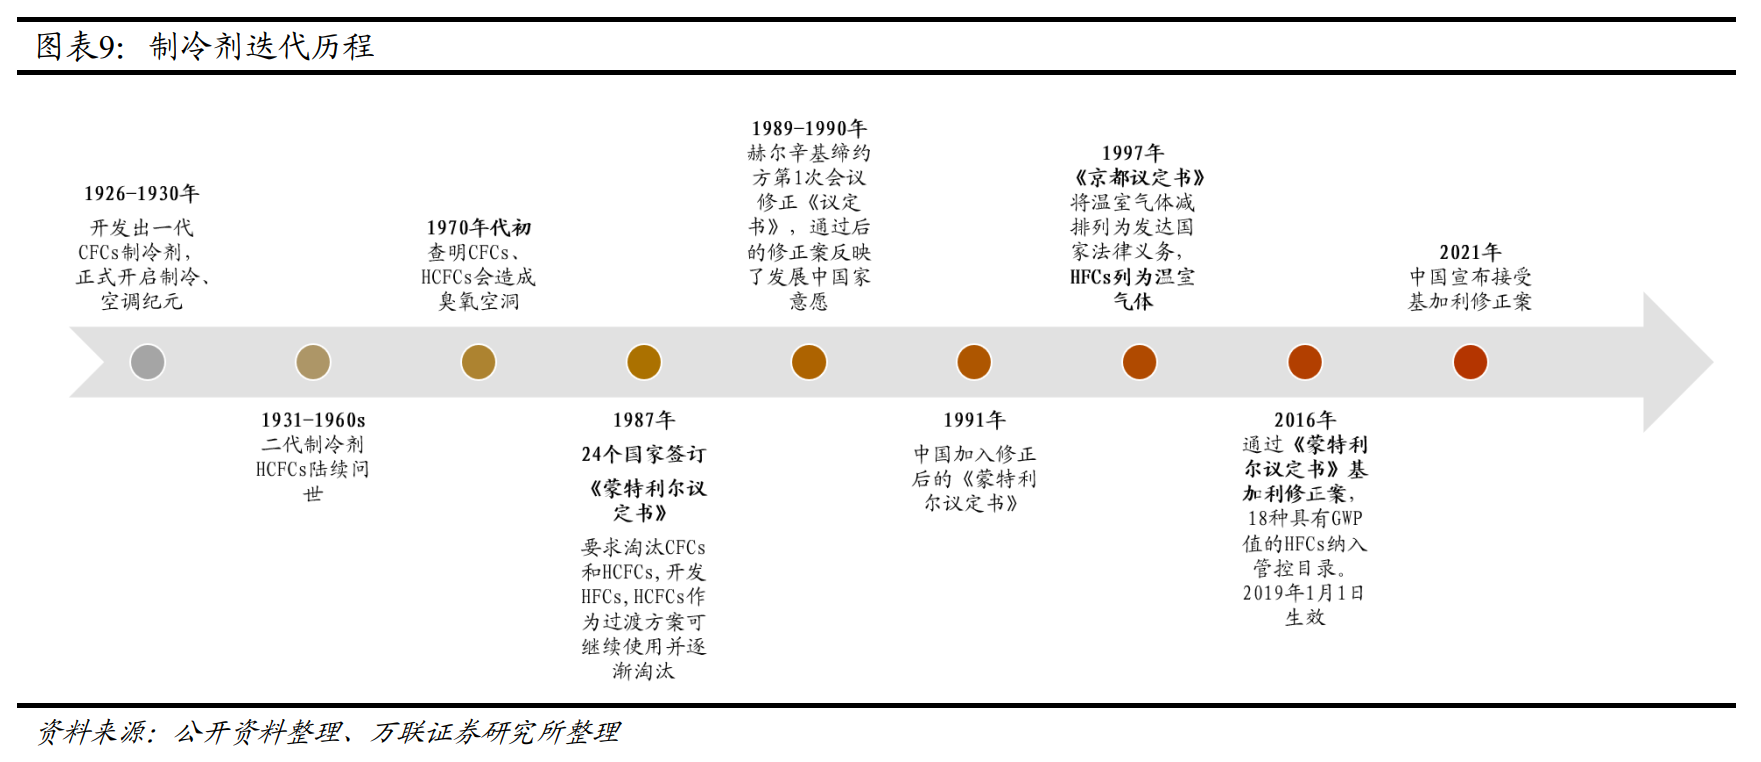 图表9：制冷剂迭代历程
1926-1930年
开发出一代
CFCs制冷剂，
正式开启制冷、
空调纪元
1931-1960s
二代制冷剂
HCFCs陆续问
世
1970年代初
查明CFCs、
HCFCs会造成
臭氧空洞
1987年
24个国家签订
《蒙特利尔议
定书》
要求淘汰CFCs
和HCFCs,开发
HFCs,HCFCs作
为过渡方案可
继续使用并逐
渐淘汰
1989-1990年
赫尔辛基缔约
方第1次会议
修正《议定
书》，通过后
的修正案反映
了发展中国家
意愿
1991年
中国加入修正
后的《蒙特利
尔议定书》
1997年
《京都议定书》
将温室气体减
排列为发达国
家法律义务，
HFCs列为温室
气体
2016年
通过《蒙特利
尔议定书》基
加利修正案，
18种具有GWP
值的HFCs纳入
管控目录。
2019年1月1日
生效
2021年
中国宣布接受
基加利修正案
资料来源：公开资料整理、万联证券研究所整理